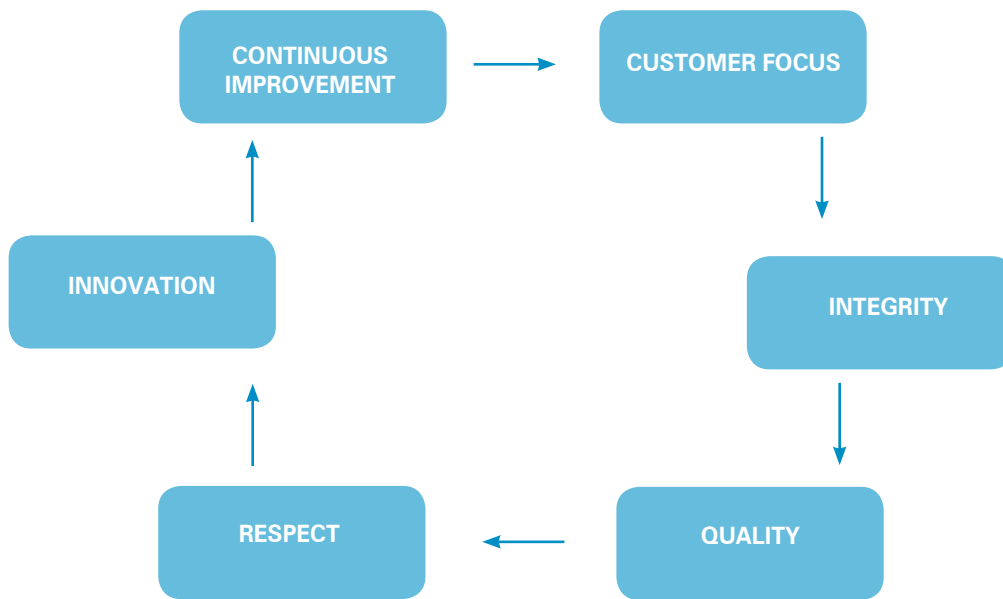 CONTINUOUS
IMPROVEMENT
CUSTOMER FOCUS
INNOVATION
INTEGRITY
RESPECT
QUALITY